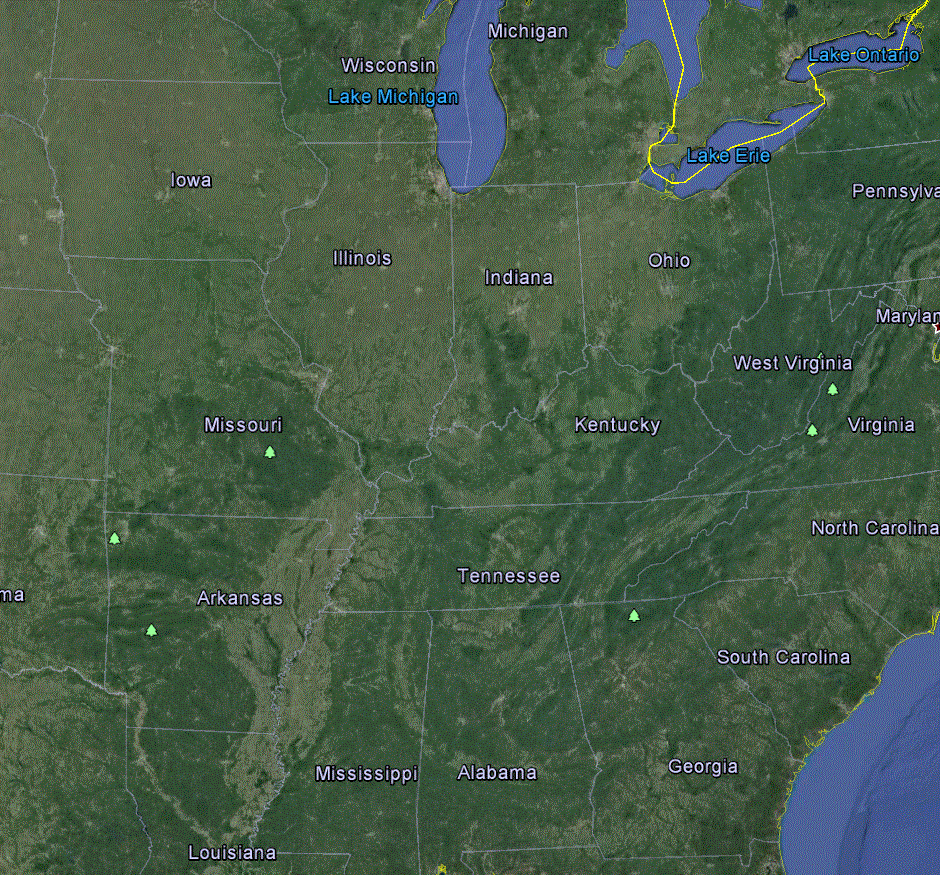 Michigan
Lake Ontario
Wisconsin
Lake Michigan
Lake Erie
Iowa
Pennsylva
Illinois
Ohio
Indiana
Marylar
West Virginia
Missouri
Kentucky
Virginia
North Carolina
Tennessee
ma
Arkansas
South Carolina
Georgia
Mississippi
Alabama
Louisiana